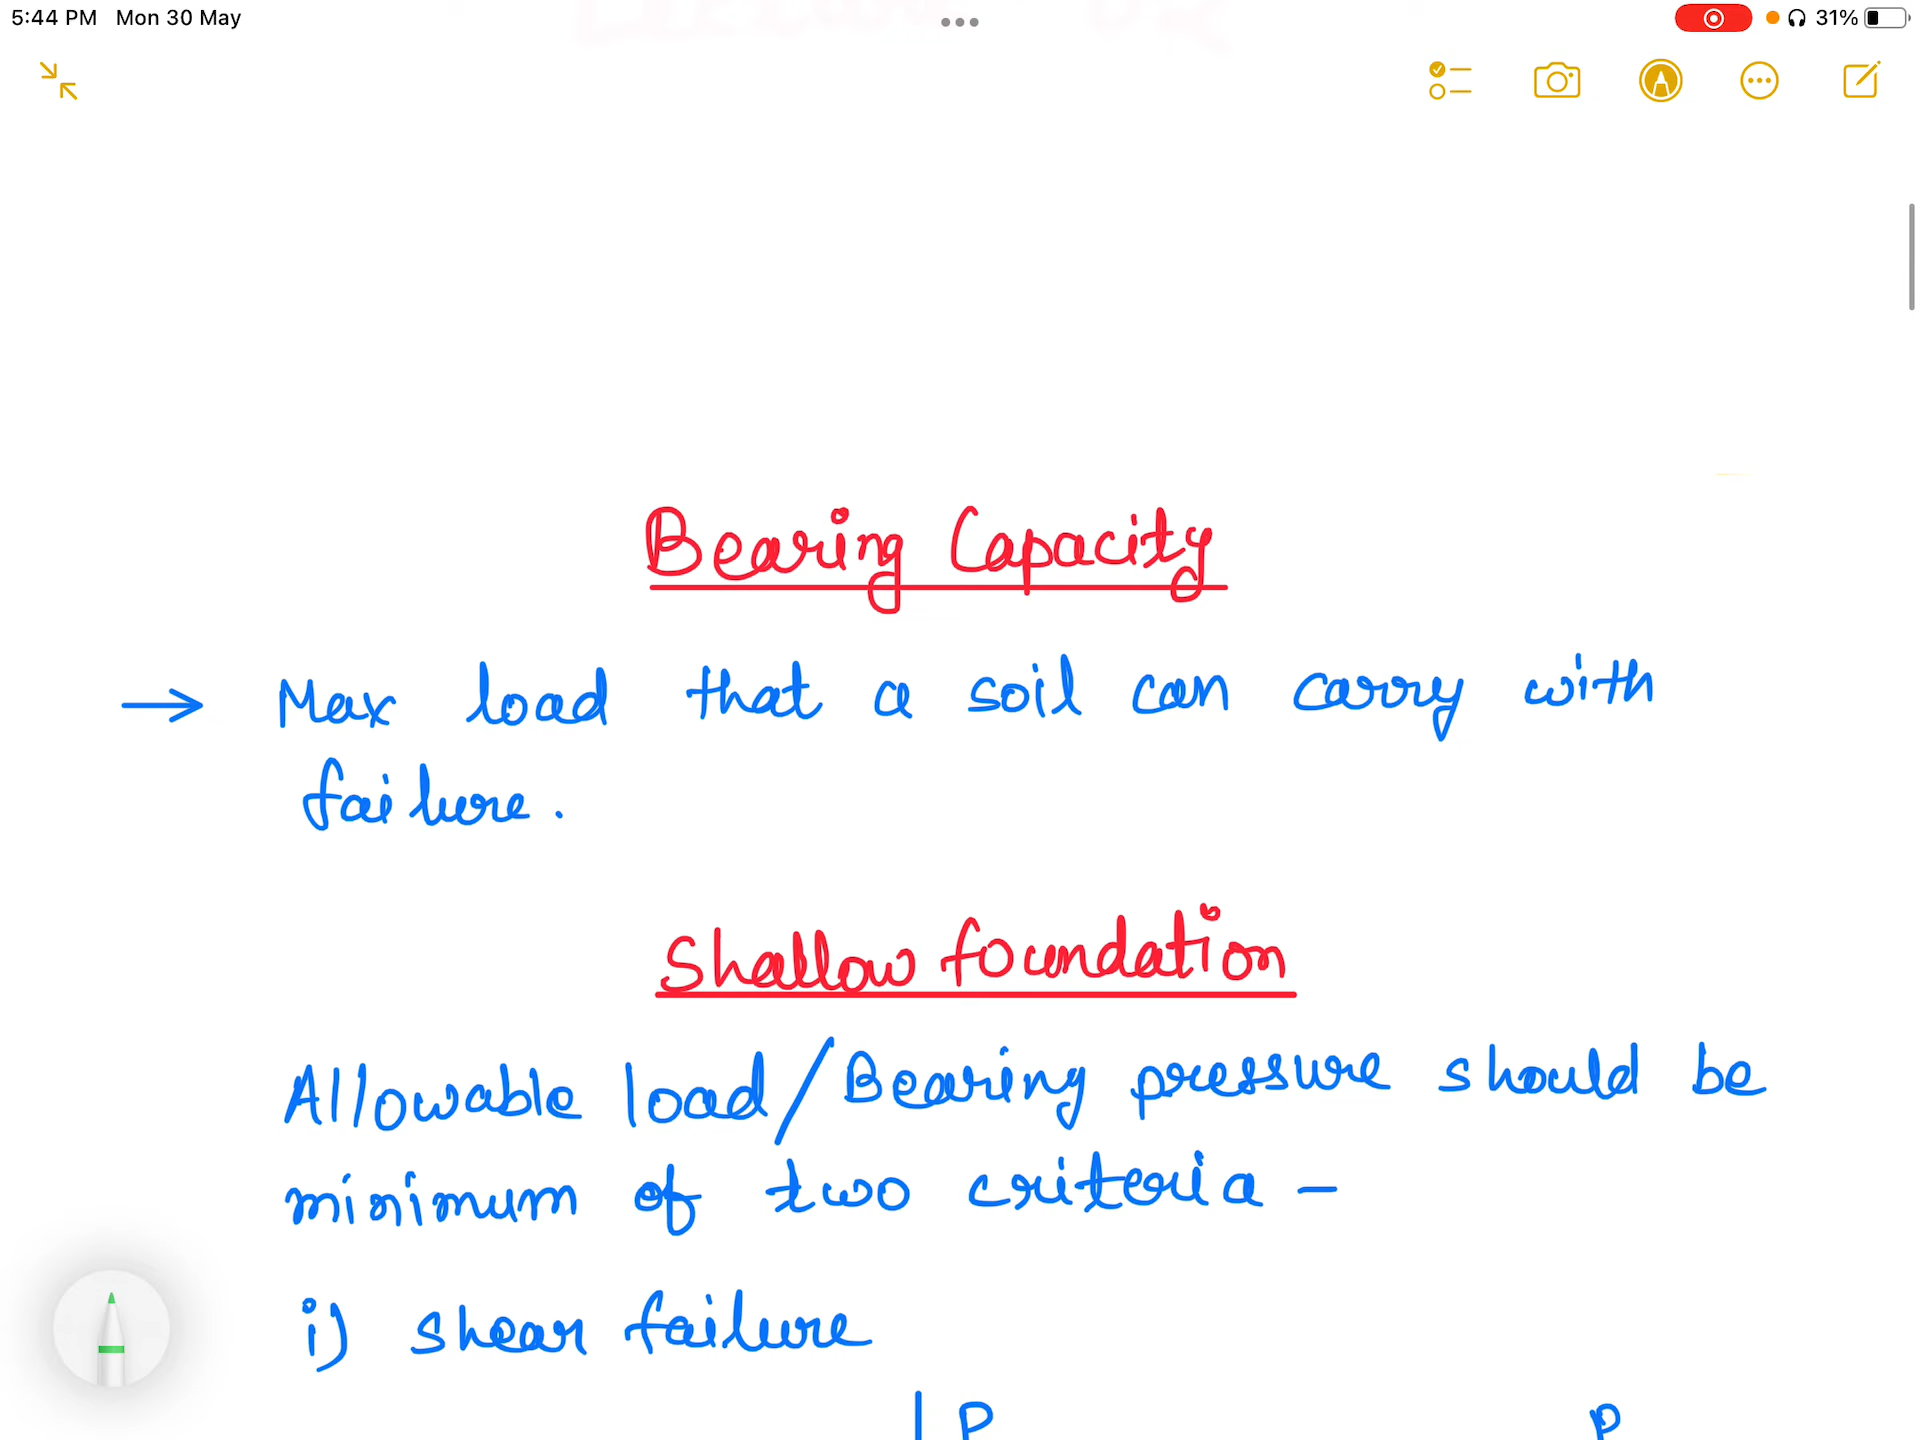 5:44 PM Mon 30 May
31%
Bearing Capacity
→ Max load that a soil can carry with
failure.
Shallow foundation
Allowable load/Bearing pressure should be
minimum of two criteria –
i) shear failure
P P